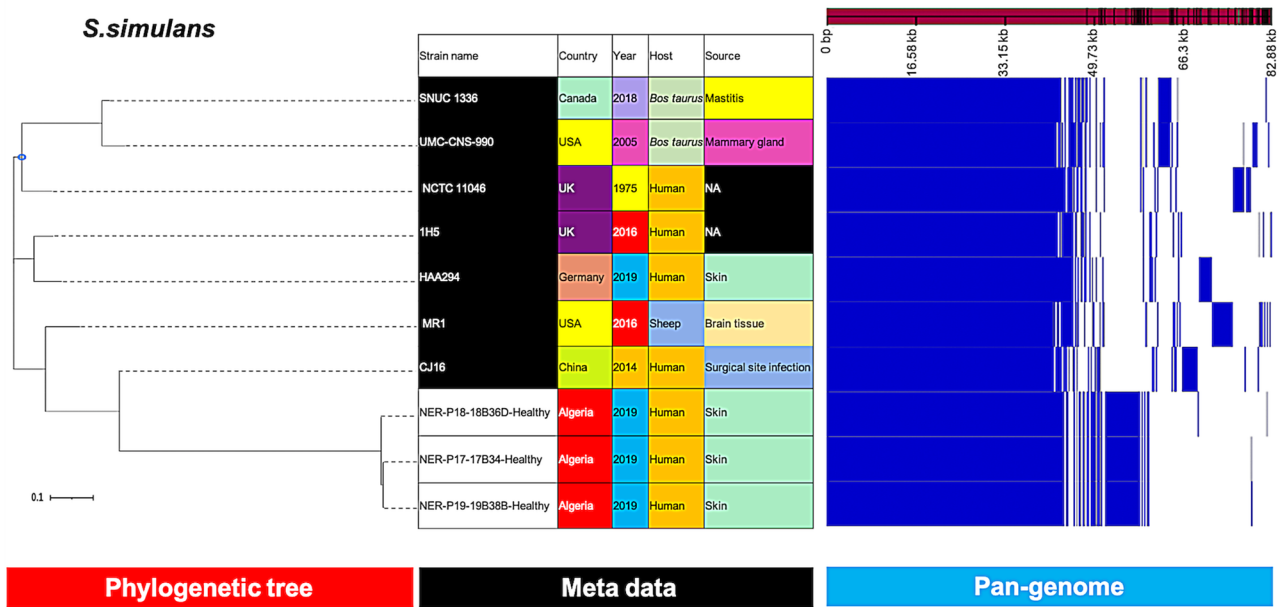 S.simulans
0 bp 16.58 kb 33.15 kb 49.73 kb 66.3 kb 82.88 kb
Strain name Country Year Host Source
SNUC 1336 Canada 2018 Bos taurus Mastitis
UMC-CNS-990 USA 2005 Bos taurus Mammary gland
NCTC 11046 UK 1975 Human NA
1H5 UK 2016 Human NA
HAA294 Germany 2019 Human Skin
MR1 USA 2016 Sheep Brain tissue
CJ16 China 2014 Human Surgical site infection
NER-P18-18B36D-Healthy Algeria 2019 Human Skin
NER-P17-17B34-Healthy Algeria 2019 Human Skin
NER-P19-19B38B-Healthy Algeria 2019 Human Skin
0.1
Phylogenetic tree Meta data Pan-genome